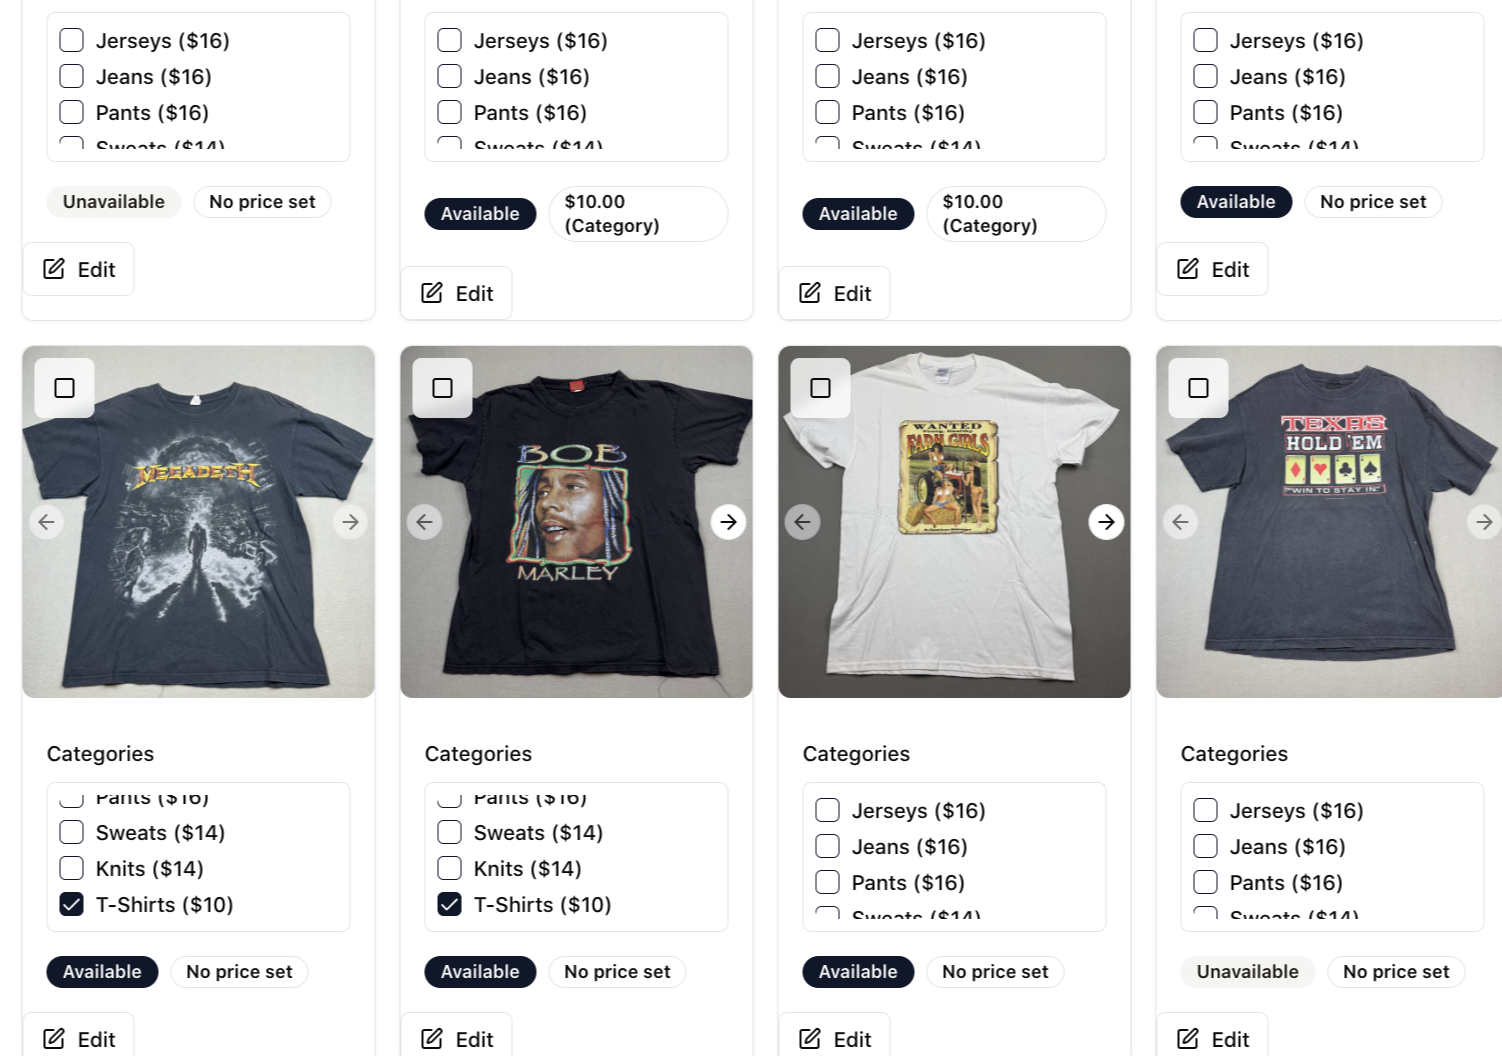 Jerseys ($16)
Jeans ($16)
Pants ($16)
Sweats ($14)
Unavailable
No price set
Edit
Jerseys ($16)
Jeans ($16)
Pants ($16)
Sweats ($14)
Available
$10.00
(Category)
Edit
Jerseys ($16)
Jeans ($16)
Pants ($16)
Sweats ($14)
Available
$10.00
(Category)
Edit
Jerseys ($16)
Jeans ($16)
Pants ($16)
Sweats ($14)
Available
No price set
Edit
MEGADETH
Categories
Pants ($16)
Sweats ($14)
Knits ($14)
T-Shirts ($10)
Available
No price set
Edit
BOB
MARLEY
Categories
Pants ($16)
Sweats ($14)
Knits ($14)
T-Shirts ($10)
Available
No price set
Edit
WANTED
Young, Healthy
FARM GIRLS
Categories
Jerseys ($16)
Jeans ($16)
Pants ($16)
Sweats ($14)
Available
No price set
Edit
TEXAS
HOLD 'EM
"WIN TO STAY IN"
Categories
Jerseys ($16)
Jeans ($16)
Pants ($16)
Sweats ($14)
Unavailable
No price set
Edit